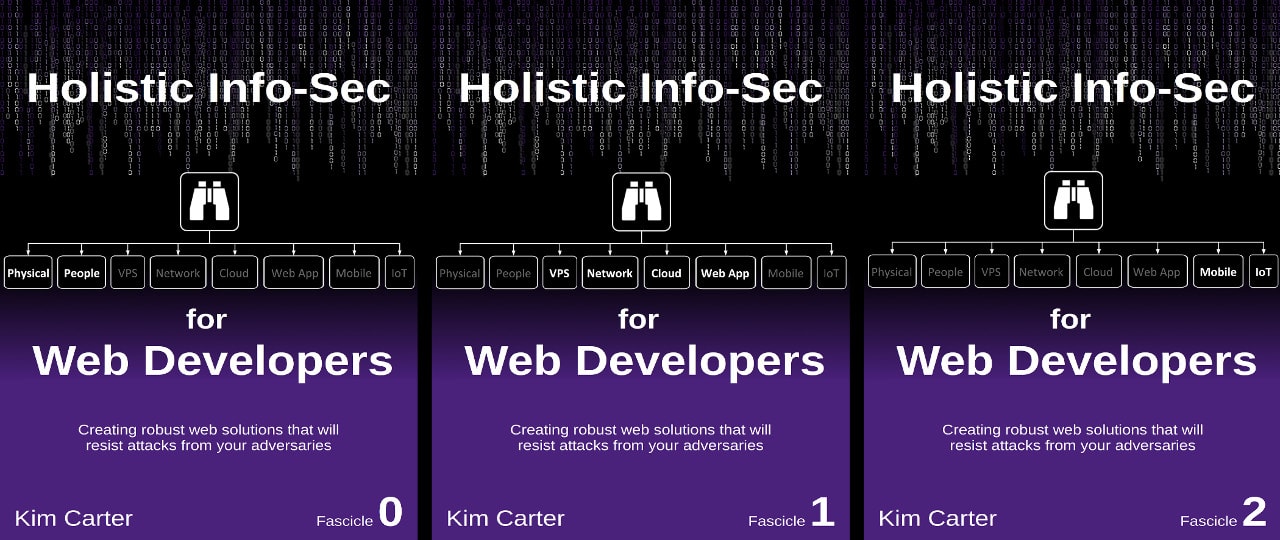 Holistic Info-Sec
Physical People VPS Network Cloud Web App Mobile IoT
for
Web Developers
Creating robust web solutions that will
resist attacks from your adversaries
Kim Carter Fascicle 0
Holistic Info-Sec
Physical People VPS Network Cloud Web App Mobile IoT
for
Web Developers
Creating robust web solutions that will
resist attacks from your adversaries
Kim Carter Fascicle 1
Holistic Info-Sec
Physical People VPS Network Cloud Web App Mobile IoT
for
Web Developers
Creating robust web solutions that will
resist attacks from your adversaries
Kim Carter Fascicle 2